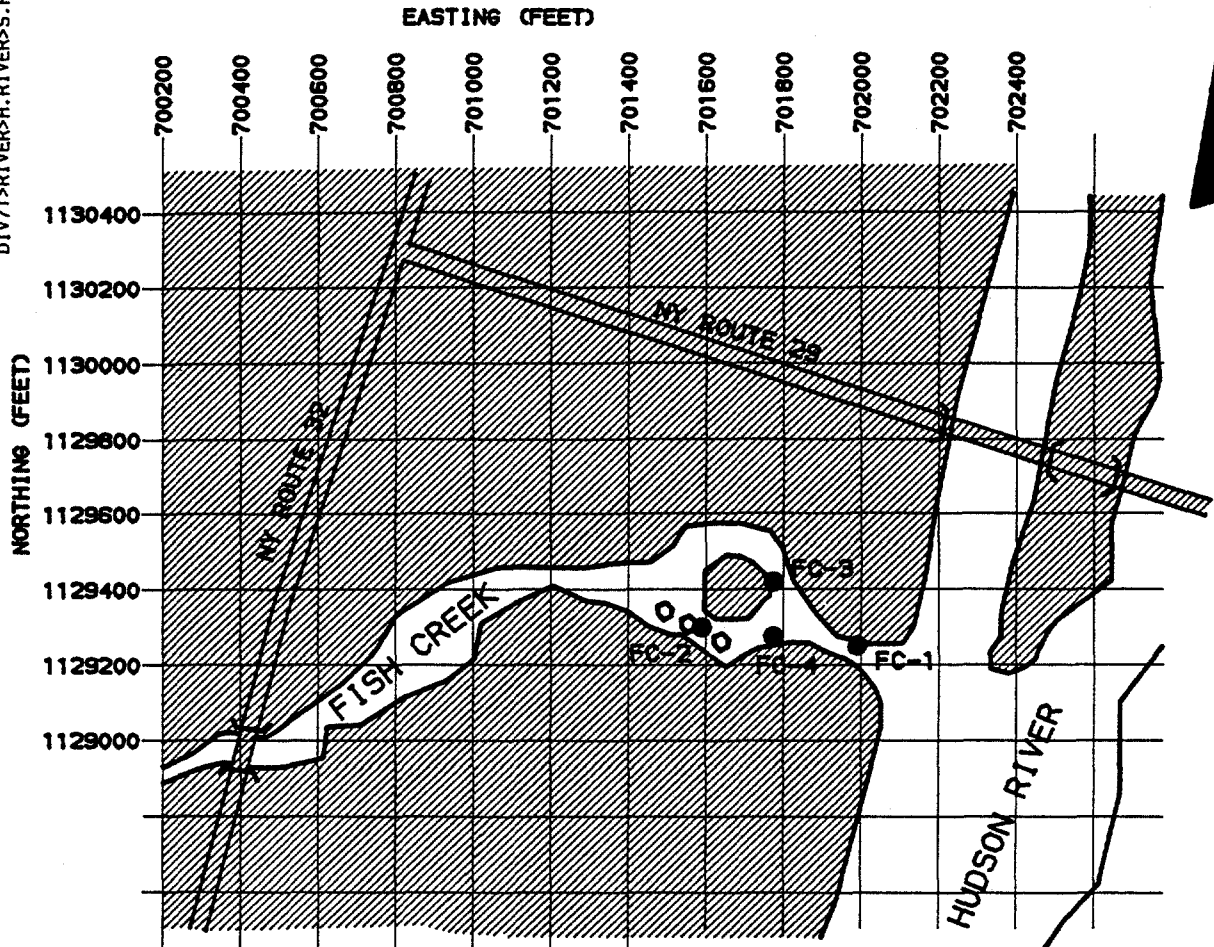 EASTING (FEET)
700200
700400
700600
700800
701000
701200
701400
701600
701800
702000
702200
702400
1130400
1130200
1130000
1129800
1129600
1129400
1129200
1129000
NORTHING (FEET)
NY ROUTE 29
NY ROUTE 32
FC-3
FISH CREEK
FC-2
FC-4
FC-1
HUDSON RIVER